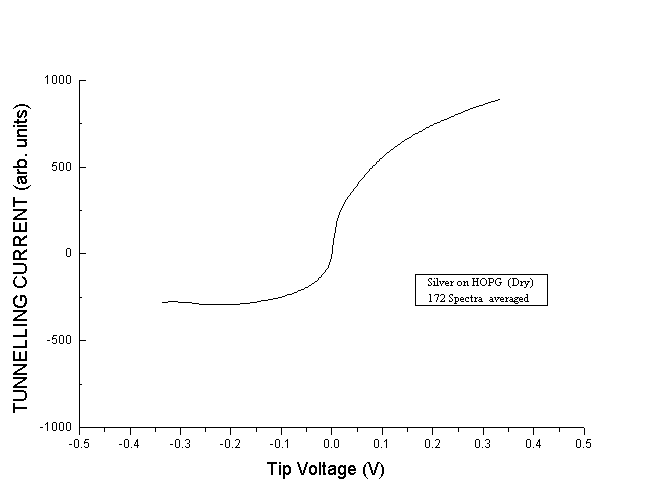 1000
500
0
-500
-1000
TUNNELLING CURRENT (arb. units)
Silver on HOPG (Dry)
172 Spectra averaged
-0.5 -0.4 -0.3 -0.2 -0.1 0.0 0.1 0.2 0.3 0.4 0.5
Tip Voltage (V)